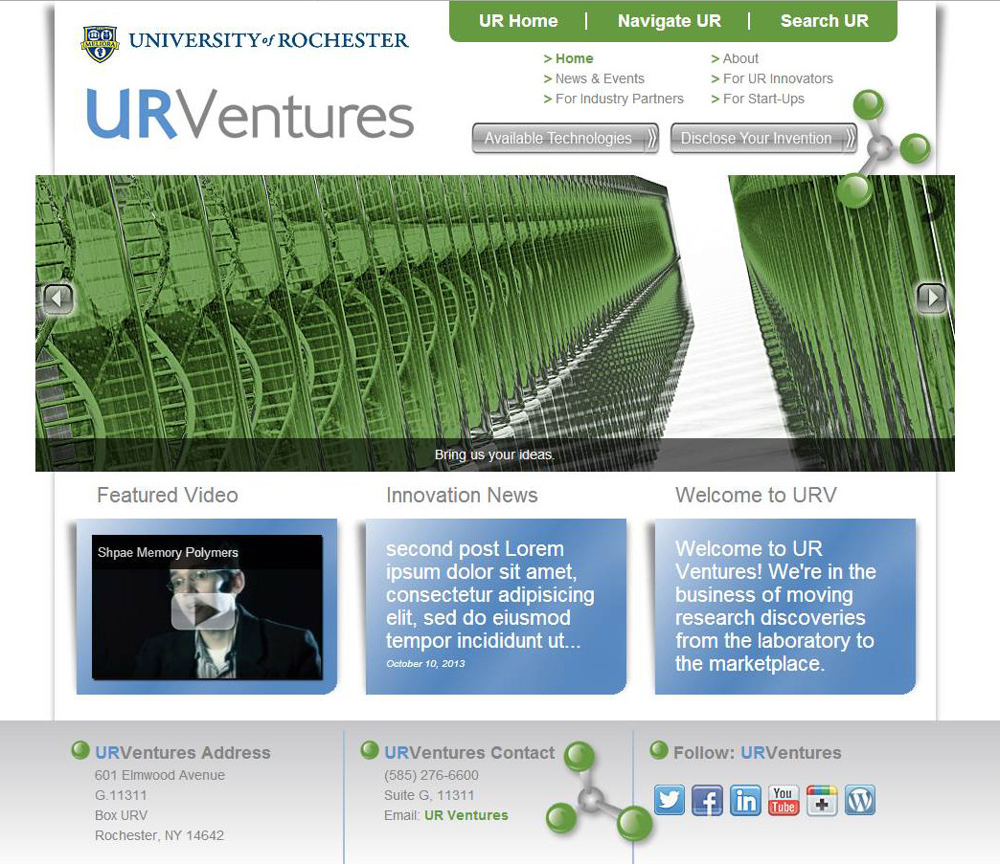 UR Home | Navigate UR | Search UR
MELIORA
UNIVERSITY of ROCHESTER
URVentures
> Home
> News & Events
> For Industry Partners
> About
> For UR Innovators
> For Start-Ups
Available Technologies
Disclose Your Invention
Bring us your ideas.
Featured Video
Shpae Memory Polymers
Innovation News
second post Lorem
ipsum dolor sit amet,
consectetur adipisicing
elit, sed do eiusmod
tempor incididunt ut...
October 10, 2013
Welcome to URV
Welcome to UR
Ventures! We're in the
business of moving
research discoveries
from the laboratory to
the marketplace.
URVentures Address
601 Elmwood Avenue
G.11311
Box URV
Rochester, NY 14642
URVentures Contact
(585) 276-6600
Suite G, 11311
Email: UR Ventures
Follow: URVentures
in
You
Tube